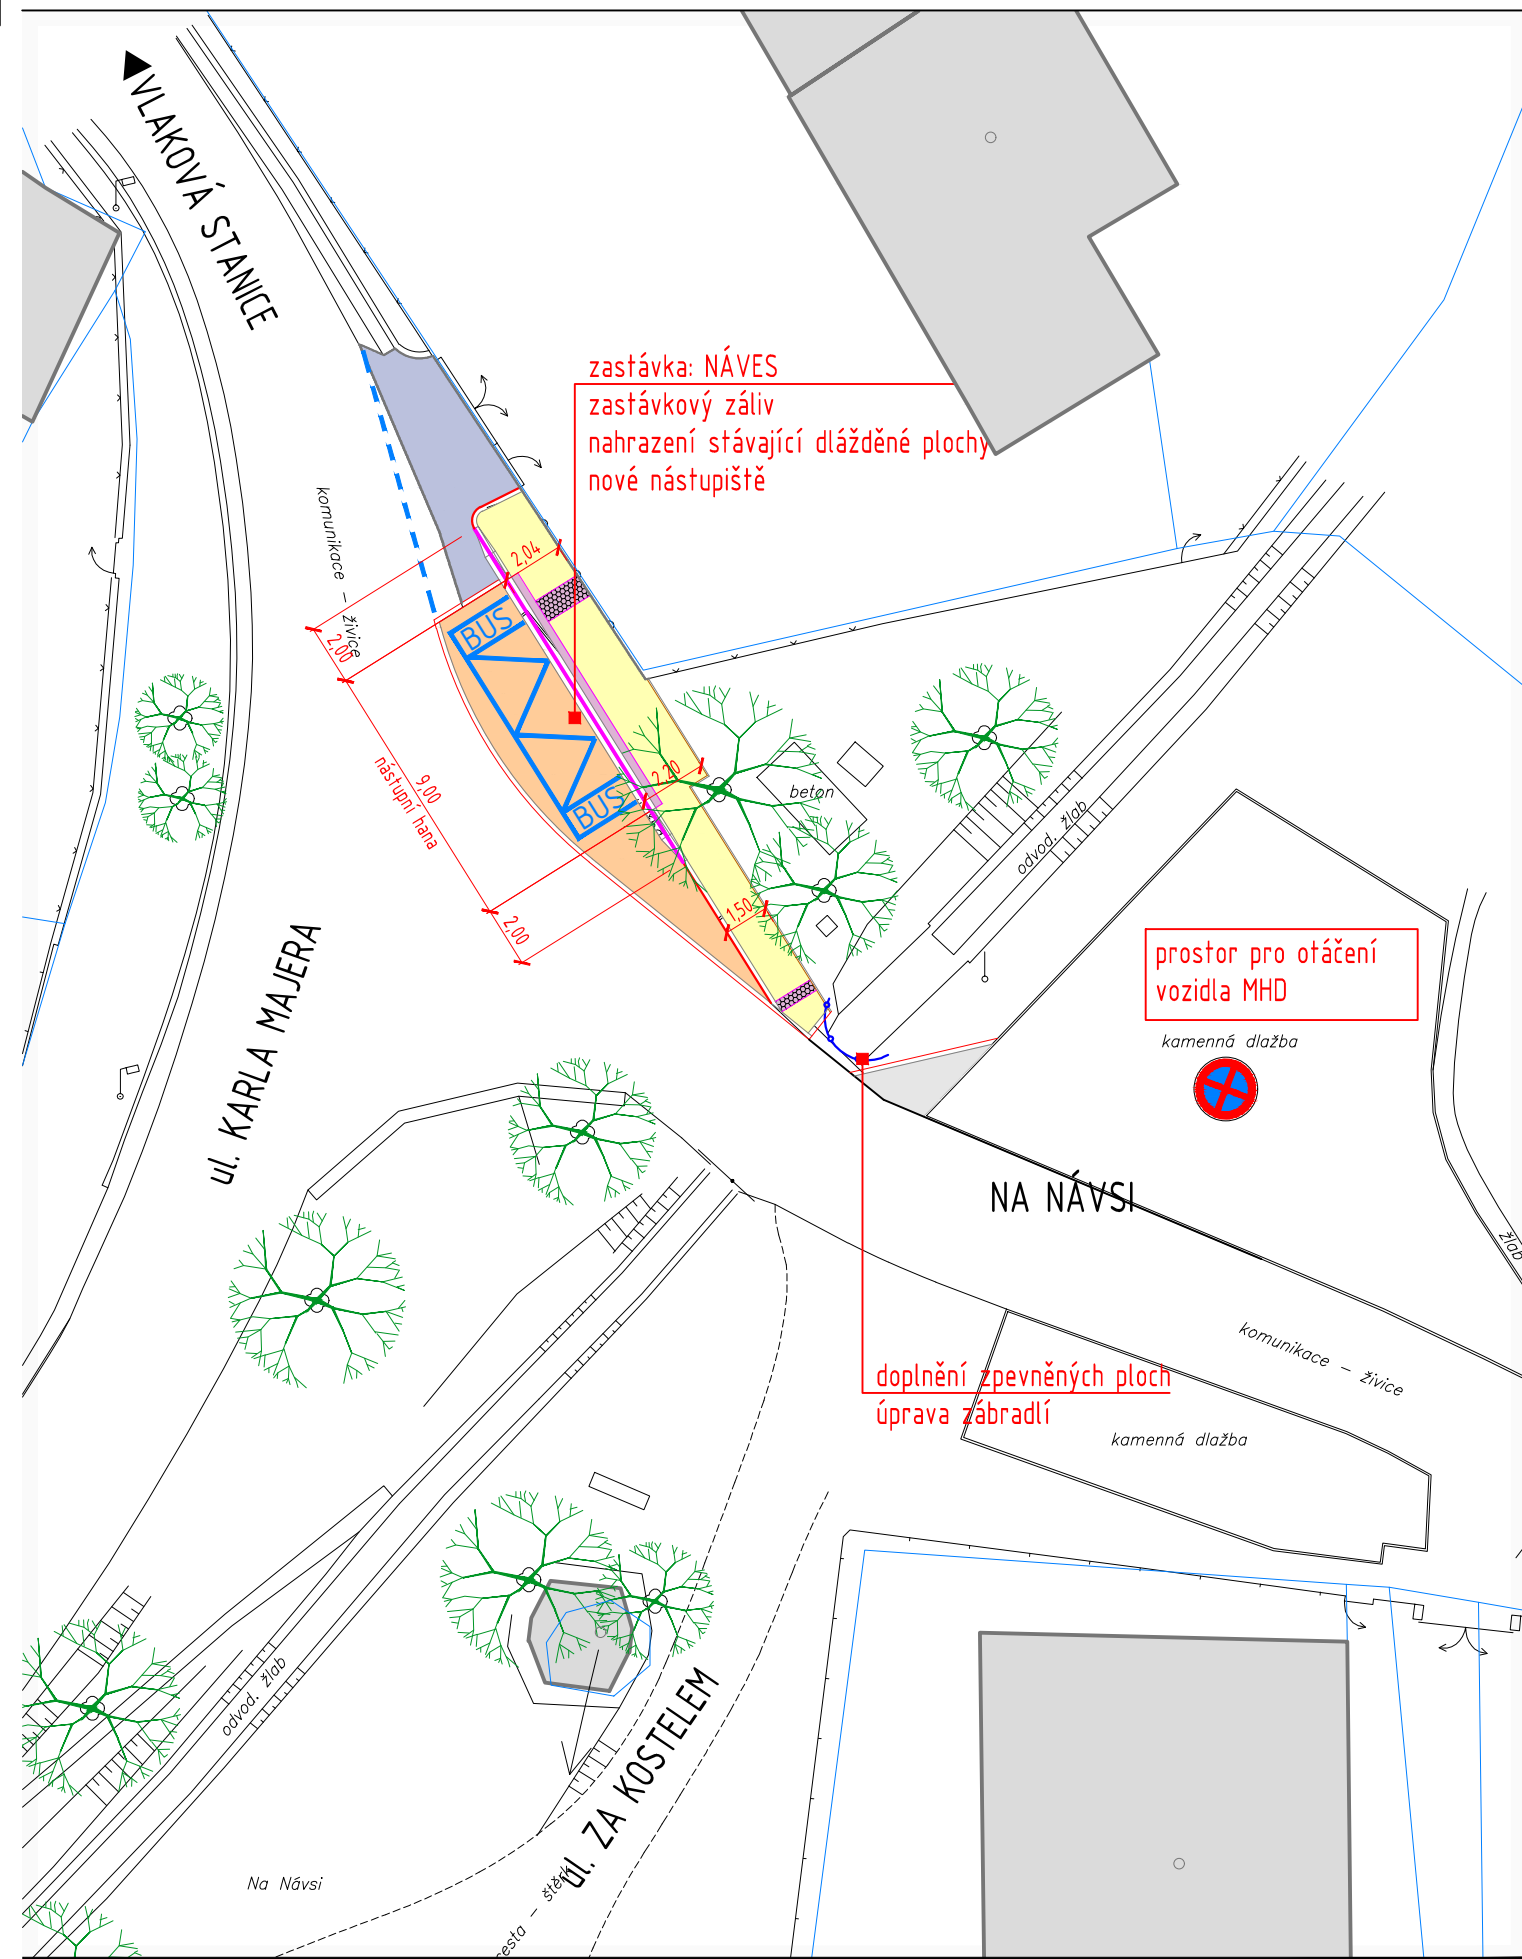 VLAKOVÁ STANICE
zastávka: NÁVES
zastávkový záliv
nahrazení stávající dlážděné plochy
nové nástupiště
komunikace – živice
2,04
BUS
2,00
9,00
nástupní hana
2,20
BUS
beton
2,00
1,50
odvod. žlab
ul. KARLA MAJERA
prostor pro otáčení
vozidla MHD
kamenná dlažba
NA NÁVSI
žlab
komunikace – živice
doplnění zpevněných ploch
úprava zábradlí
kamenná dlažba
odvod. žlab
ul. ZA KOSTELEM
Na Návsi
cesta – štěrk